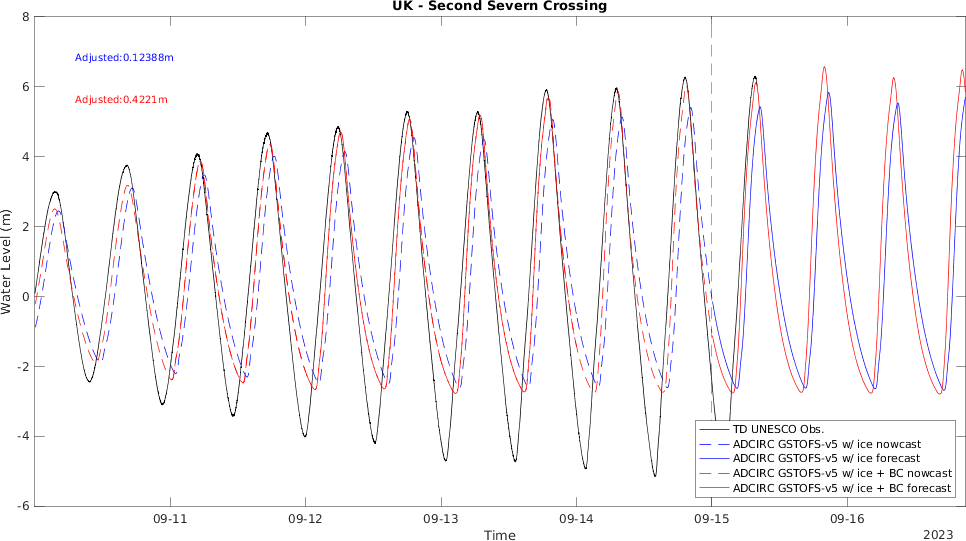 UK - Second Severn Crossing
8
Adjusted:0.12388m
6
Adjusted:0.4221m
4
2
Water Level (m)
0
-2
-4
TD UNESCO Obs.
ADCIRC GSTOFS-v5 w/ ice nowcast
ADCIRC GSTOFS-v5 w/ ice forecast
ADCIRC GSTOFS-v5 w/ ice + BC nowcast
ADCIRC GSTOFS-v5 w/ ice + BC forecast
-6
09-11 09-12 09-13 09-14 09-15 09-16
Time
2023